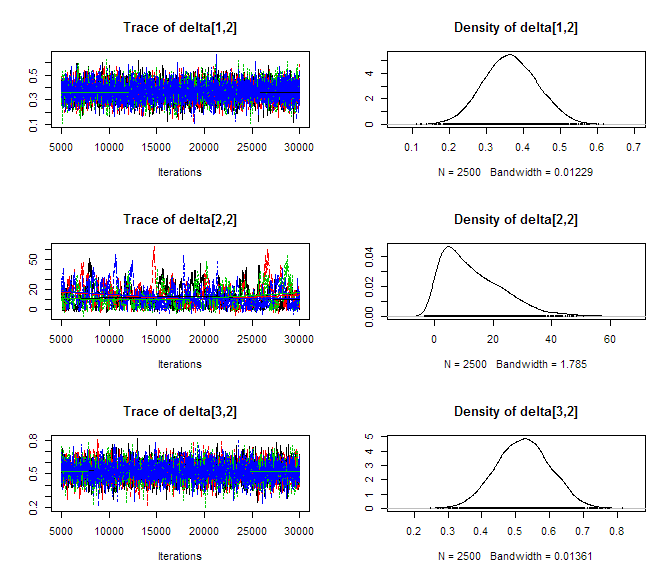 Trace of delta[1,2]
0.1 0.3 0.5
5000 10000 15000 20000 25000 30000
Iterations
Density of delta[1,2]
0 2 4
0.1 0.2 0.3 0.4 0.5 0.6 0.7
N = 2500 Bandwidth = 0.01229
Trace of delta[2,2]
0 20 50
5000 10000 15000 20000 25000 30000
Iterations
Density of delta[2,2]
0.00 0.02 0.04
0 20 40 60
N = 2500 Bandwidth = 1.785
Trace of delta[3,2]
0.2 0.5 0.8
5000 10000 15000 20000 25000 30000
Iterations
Density of delta[3,2]
0 1 2 3 4 5
0.2 0.3 0.4 0.5 0.6 0.7 0.8
N = 2500 Bandwidth = 0.01361